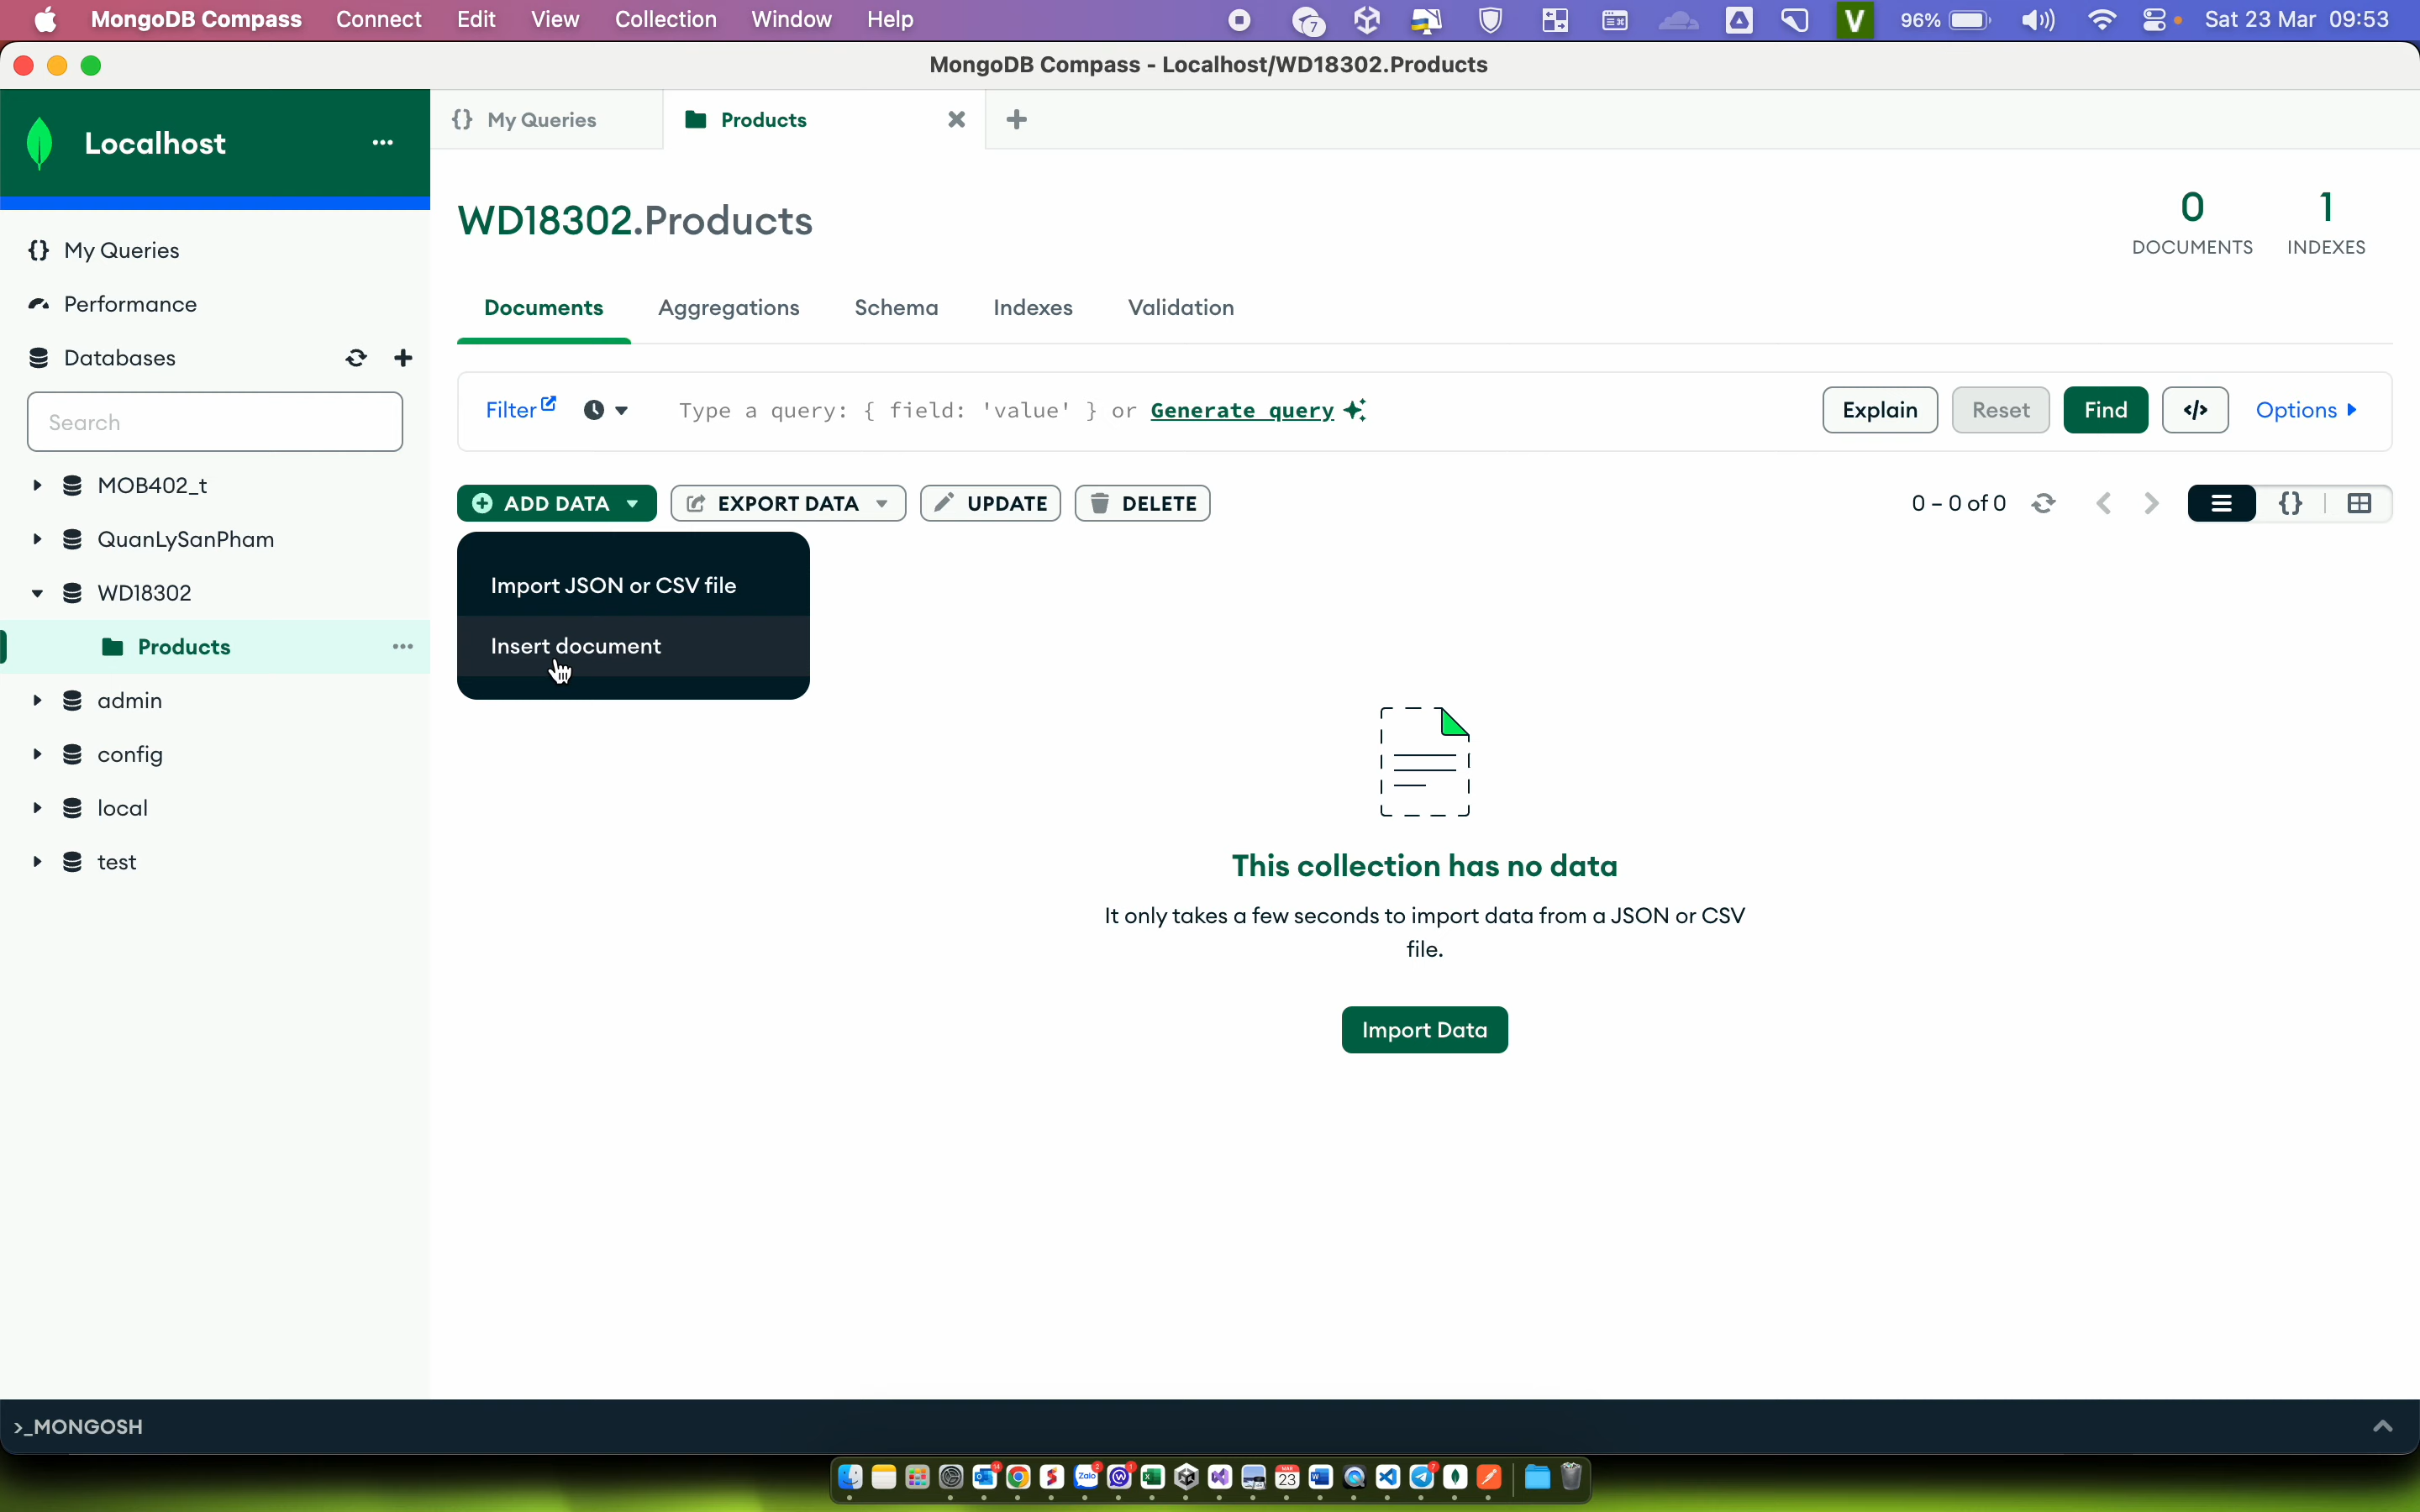 MongoDB Compass Connect Edit View Collection Window Help 7 V 96% Sat 23 Mar 09:53
MongoDB Compass - Localhost/WD18302.Products
Localhost
{} My Queries
Products
WD18302.Products
0 DOCUMENTS
1 INDEXES
{} My Queries
Performance
Databases
Search
MOB402_t
QuanLySanPham
WD18302
Products
admin
config
local
test
Documents Aggregations Schema Indexes Validation
Filter Type a query: { field: 'value' } or Generate query Explain Reset Find </> Options
ADD DATA EXPORT DATA UPDATE DELETE 0 – 0 of 0 {}
Import JSON or CSV file
Insert document
This collection has no data
It only takes a few seconds to import data from a JSON or CSV
file.
Import Data
>_MONGOSH